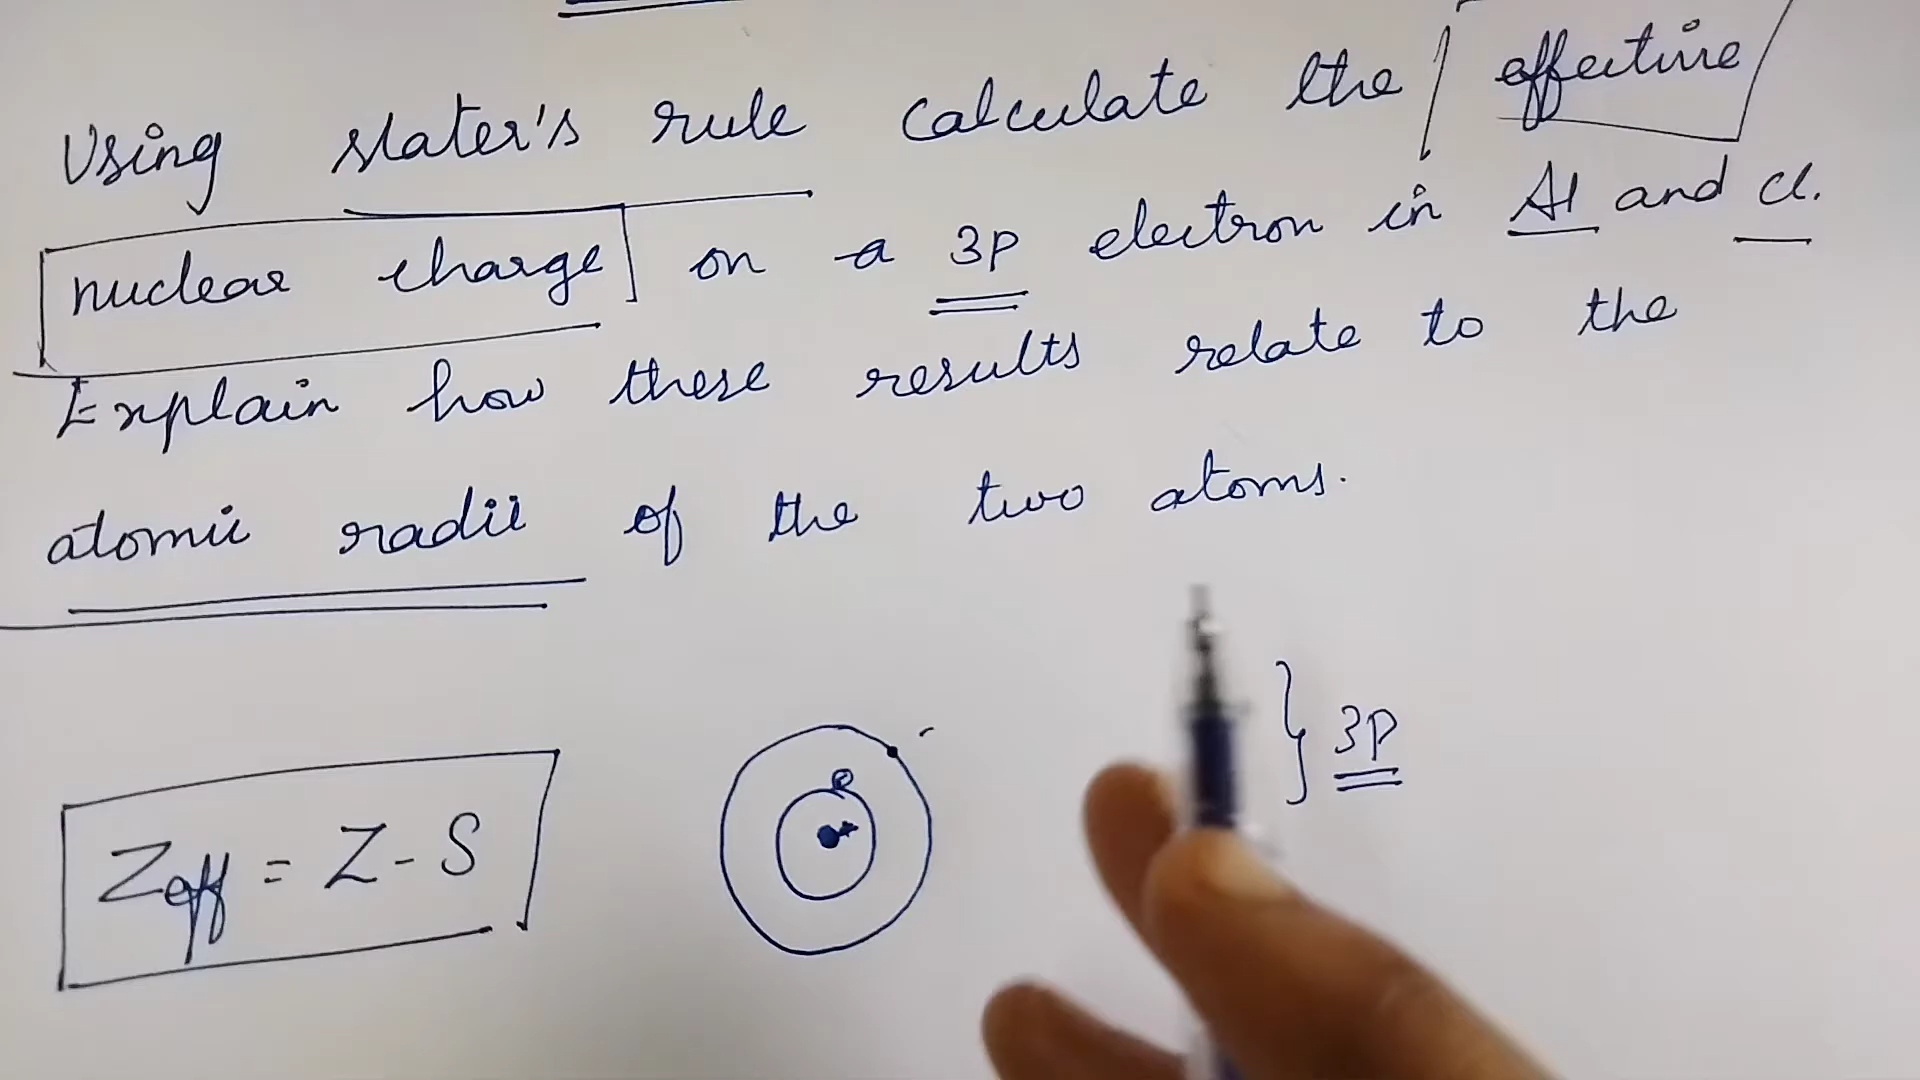 Using slater's rule calculate the effective
nuclear charge on a 3p electron in Al and Cl.
Explain how these results relate to the
atomic radii of the two atoms.
} 3p
Zeff = Z - S